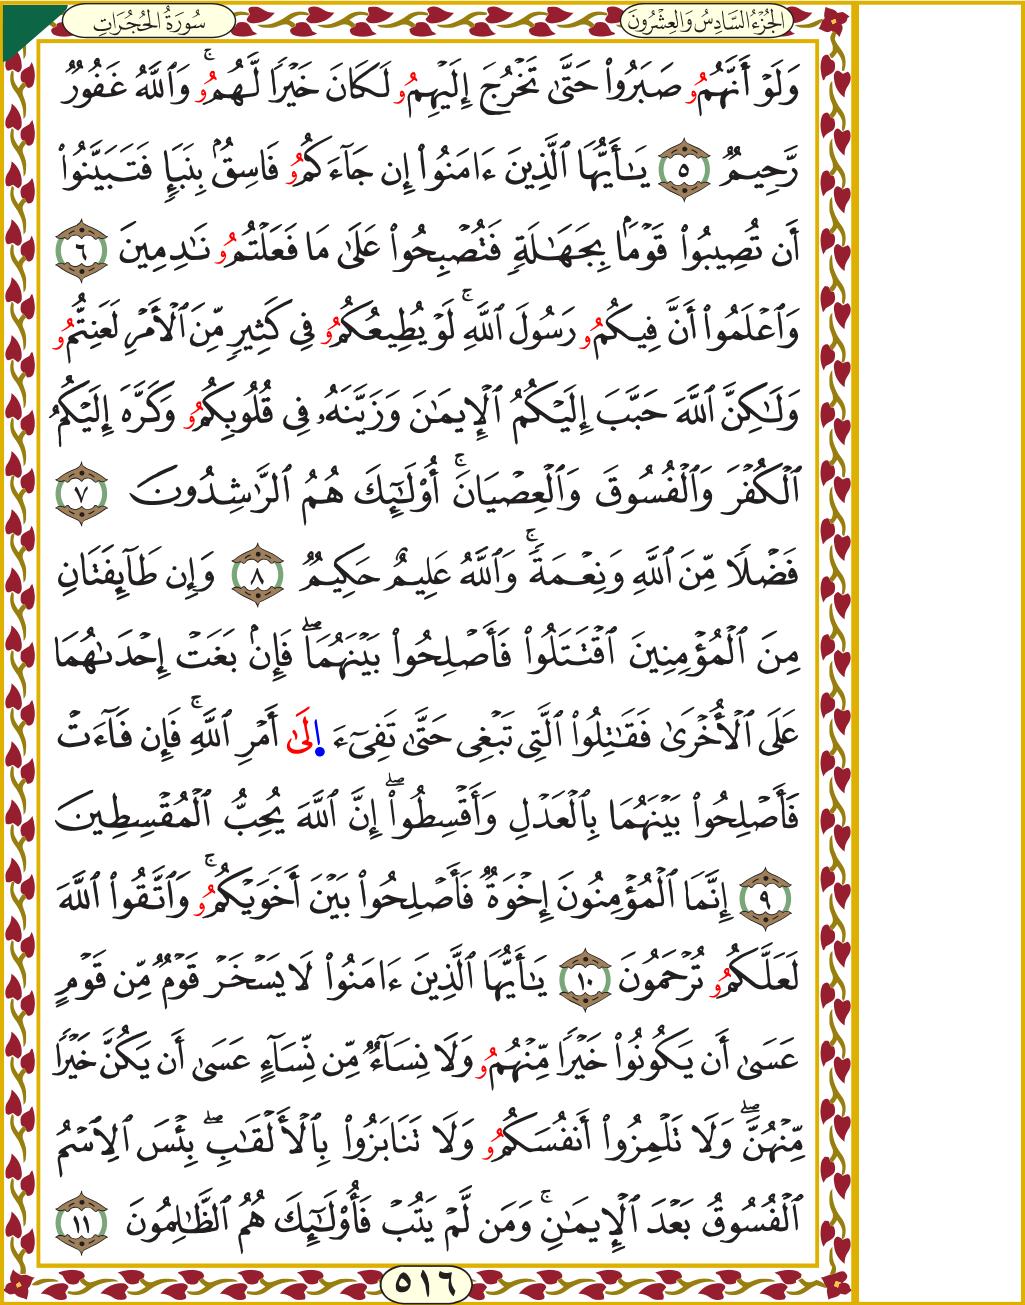 الجُزْءُ السَّادِسُ وَالعِشْرُونَ
سُورَةُ الحُجُرَاتِ
وَلَوۡ أَنَّهُمُۥ صَبَرُواْ حَتَّىٰ تَخۡرُجَ إِلَيۡهِمُۥ لَكَانَ خَيۡرٗا لَّهُمُۥۚ وَٱللَّهُ غَفُورٞ
رَّحِيمٞ ٥ يَـٰٓأَيُّهَا ٱلَّذِينَ ءَامَنُوٓاْ إِن جَآءَكُمُۥ فَاسِقُۢ بِنَبَإٖ فَتَبَيَّنُوٓاْ
أَن تُصِيبُواْ قَوۡمَۢا بِجَهَـٰلَةٖ فَتُصۡبِحُواْ عَلَىٰ مَا فَعَلۡتُمُۥ نَـٰدِمِينَ ٦
وَٱعۡلَمُوٓاْ أَنَّ فِيكُمُۥ رَسُولَ ٱللَّهِۚ لَوۡ يُطِيعُكُمُۥ فِي كَثِيرٖ مِّنَ ٱلۡأَمۡرِ لَعَنِتُّمُۥ
وَلَـٰكِنَّ ٱللَّهَ حَبَّبَ إِلَيۡكُمُ ٱلۡإِيمَـٰنَ وَزَيَّنَهُۥ فِي قُلُوبِكُمُۥ وَكَرَّهَ إِلَيۡكُمُ
ٱلۡكُفۡرَ وَٱلۡفُسُوقَ وَٱلۡعِصۡيَانَۚ أُوْلَـٰٓئِكَ هُمُ ٱلرَّٰشِدُونَ ٧
فَضۡلٗا مِّنَ ٱللَّهِ وَنِعۡمَةٗۚ وَٱللَّهُ عَلِيمٌ حَكِيمٞ ٨ وَإِن طَآئِفَتَانِ
مِنَ ٱلۡمُؤۡمِنِينَ ٱقۡتَتَلُواْ فَأَصۡلِحُواْ بَيۡنَهُمَاۖ فَإِنۢ بَغَتۡ إِحۡدَىٰهُمَا
عَلَى ٱلۡأُخۡرَىٰ فَقَـٰتِلُواْ ٱلَّتِي تَبۡغِي حَتَّىٰ تَفِيٓءَ اِلَىٰٓ أَمۡرِ ٱللَّهِۚ فَإِن فَآءَتۡ
فَأَصۡلِحُواْ بَيۡنَهُمَا بِٱلۡعَدۡلِ وَأَقۡسِطُوٓاْۖ إِنَّ ٱللَّهَ يُحِبُّ ٱلۡمُقۡسِطِينَ
٩ إِنَّمَا ٱلۡمُؤۡمِنُونَ إِخۡوَةٞ فَأَصۡلِحُواْ بَيۡنَ أَخَوَيۡكُمُۥۚ وَٱتَّقُواْ ٱللَّهَ
لَعَلَّكُمُۥ تُرۡحَمُونَ ١٠ يَـٰٓأَيُّهَا ٱلَّذِينَ ءَامَنُواْ لَا يَسۡخَرۡ قَوۡمٞ مِّن قَوۡمٍ
عَسَىٰٓ أَن يَكُونُواْ خَيۡرٗا مِّنۡهُمُۥ وَلَا نِسَآءٞ مِّن نِّسَآءٍ عَسَىٰٓ أَن يَكُنَّ خَيۡرٗا
مِّنۡهُنَّۖ وَلَا تَلۡمِزُوٓاْ أَنفُسَكُمُۥ وَلَا تَنَابَزُواْ بِٱلۡأَلۡقَـٰبِۖ بِئۡسَ ٱلِٱسۡمُ
ٱلۡفُسُوقُ بَعۡدَ ٱلۡإِيمَـٰنِۚ وَمَن لَّمۡ يَتُبۡ فَأُوْلَـٰٓئِكَ هُمُ ٱلظَّـٰلِمُونَ ١١
٥١٦